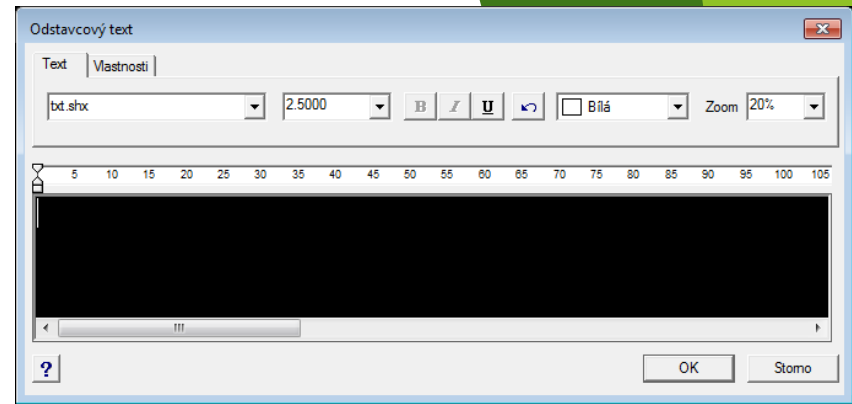 Odstavcový text
Text Vlastnosti
txt.shx 2.5000 B I U Bílá Zoom 20%
5 10 15 20 25 30 35 40 45 50 55 60 65 70 75 80 85 90 95 100 105
? OK Storno